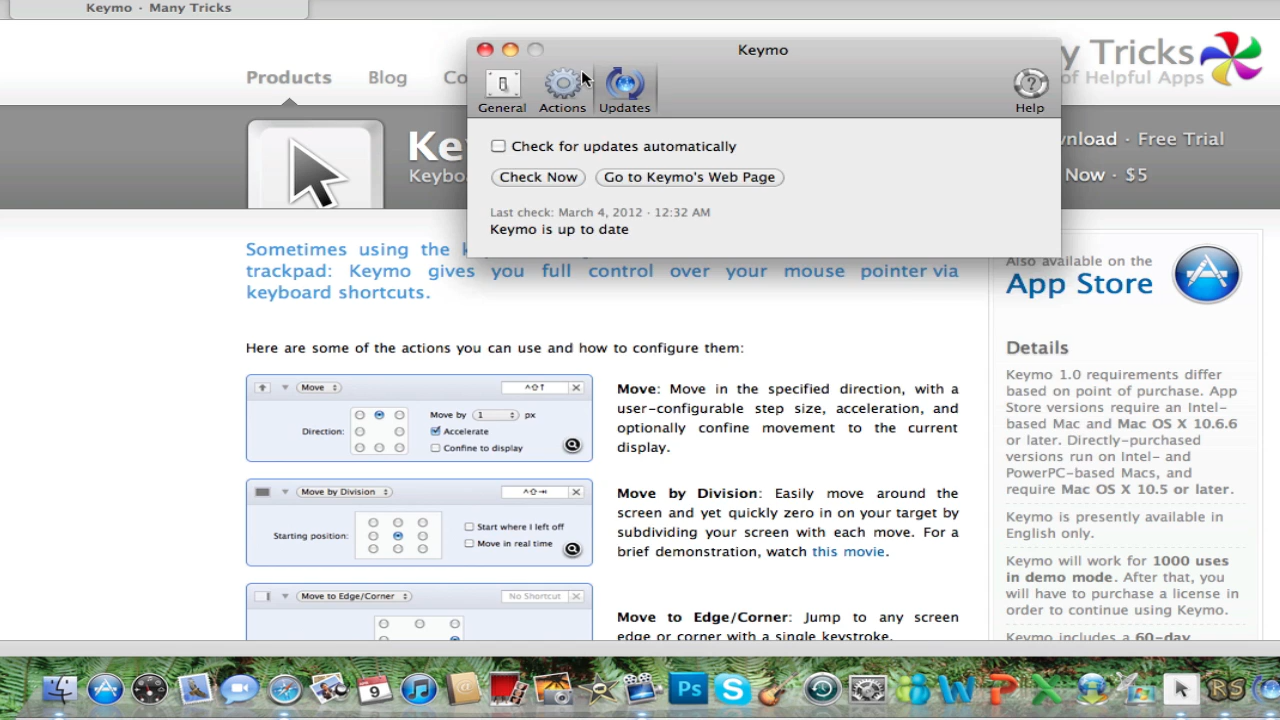 Keymo · Many Tricks
Keymo
General
Actions
Updates
Help
Check for updates automatically
Check Now
Go to Keymo's Web Page
Last check: March 4, 2012 · 12:32 AM
Keymo is up to date
Products
Blog
Co
y Tricks
of Helpful Apps
Ke
Keybo
nload · Free Trial
Now · $5
Sometimes using the k
trackpad: Keymo gives you full control over your mouse pointer via
keyboard shortcuts.
Here are some of the actions you can use and how to configure them:
Move
Move by 1 px
Direction:
Accelerate
Confine to display
Move: Move in the specified direction, with a
user-configurable step size, acceleration, and
optionally confine movement to the current
display.
Move by Division
Starting position:
Start where I left off
Move in real time
Move by Division: Easily move around the
screen and yet quickly zero in on your target by
subdividing your screen with each move. For a
brief demonstration, watch this movie.
Move to Edge/Corner
No Shortcut
Move to Edge/Corner: Jump to any screen
edge or corner with a single keystroke.
Also available on the
App Store
Details
Keymo 1.0 requirements differ
based on point of purchase. App
Store versions require an Intel-
based Mac and Mac OS X 10.6.6
or later. Directly-purchased
versions run on Intel- and
PowerPC-based Macs, and
require Mac OS X 10.5 or later.
Keymo is presently available in
English only.
Keymo will work for 1000 uses
in demo mode. After that, you
will have to purchase a license in
order to continue using Keymo.
Keymo includes a 60-day
9
Ps
RS